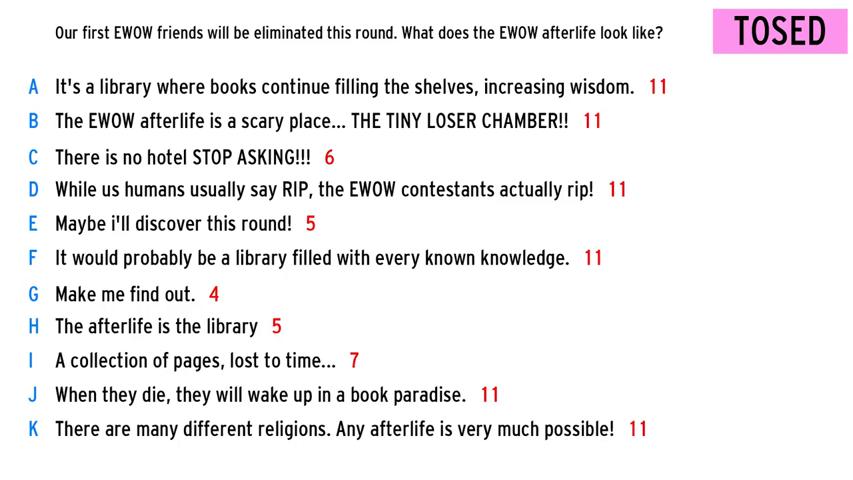 Our first EWOW friends will be eliminated this round. What does the EWOW afterlife look like?
TOSED
A It's a library where books continue filling the shelves, increasing wisdom. 11
B The EWOW afterlife is a scary place... THE TINY LOSER CHAMBER!! 11
C There is no hotel STOP ASKING!!! 6
D While us humans usually say RIP, the EWOW contestants actually rip! 11
E Maybe i'll discover this round! 5
F It would probably be a library filled with every known knowledge. 11
G Make me find out. 4
H The afterlife is the library 5
I A collection of pages, lost to time... 7
J When they die, they will wake up in a book paradise. 11
K There are many different religions. Any afterlife is very much possible! 11